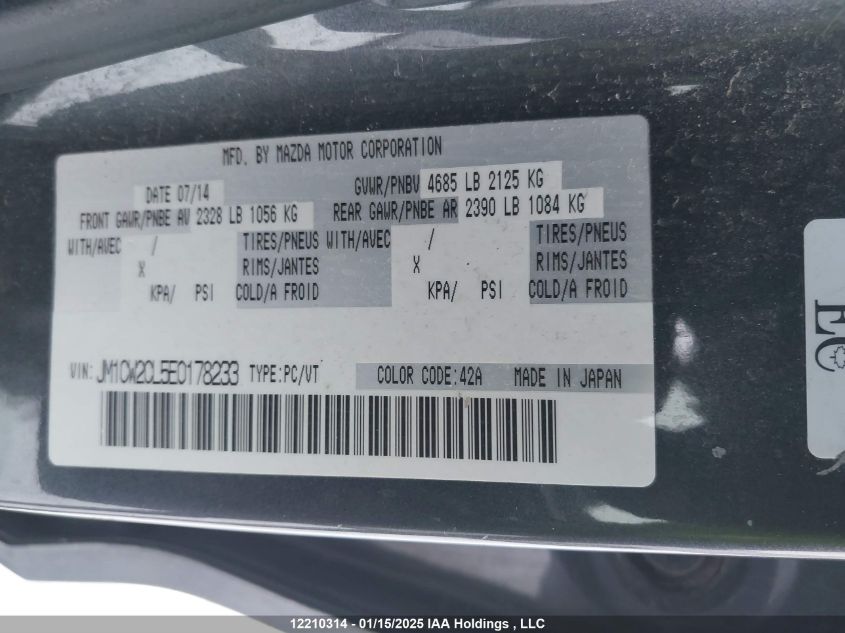 MFD. BY MAZDA MOTOR CORPORATION
DATE 07/14 GVWR/PNBV 4685 LB 2125 KG
FRONT GAWR/PNBE AV 2328 LB 1056 KG REAR GAWR/PNBE AR 2390 LB 1084 KG
WITH/AVEC / TIRES/PNEUS WITH/AVEC / TIRES/PNEUS
X RIMS/JANTES X RIMS/JANTES
KPA/ PSI COLD/A FROID KPA/ PSI COLD/A FROID
VIN: JM1CW2CL5E0178233 TYPE:PC/VT COLOR CODE:42A MADE IN JAPAN
EC
12210314 - 01/15/2025 IAA Holdings , LLC